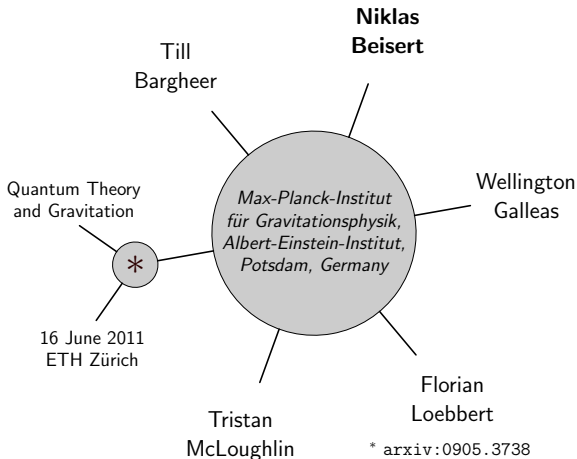 Niklas
Beisert
Till
Bargheer
Wellington
Galleas
Quantum Theory
and Gravitation
Max-Planck-Institut
für Gravitationsphysik,
Albert-Einstein-Institut,
Potsdam, Germany
*
16 June 2011
ETH Zürich
Florian
Loebbert
Tristan
McLoughlin
* arxiv:0905.3738